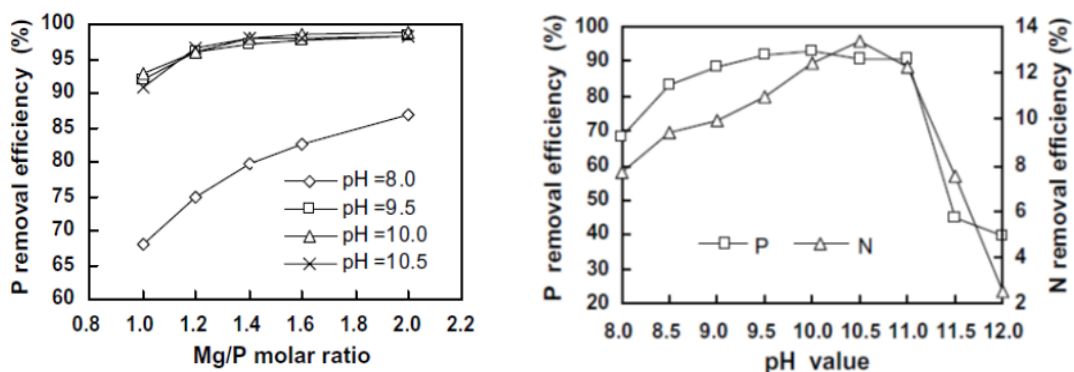 P removal efficiency (%)
100
95
90
85
80
75
70
65
60
pH =8.0
pH =9.5
pH =10.0
pH =10.5
0.8 1.0 1.2 1.4 1.6 1.8 2.0 2.2
Mg/P molar ratio
P removal efficiency (%)
100
90
80
70
60
50
40
30
20
P N
14
12
10
8
6
4
2
N removal efficiency (%)
8.0 8.5 9.0 9.5 10.0 10.5 11.0 11.5 12.0
pH value